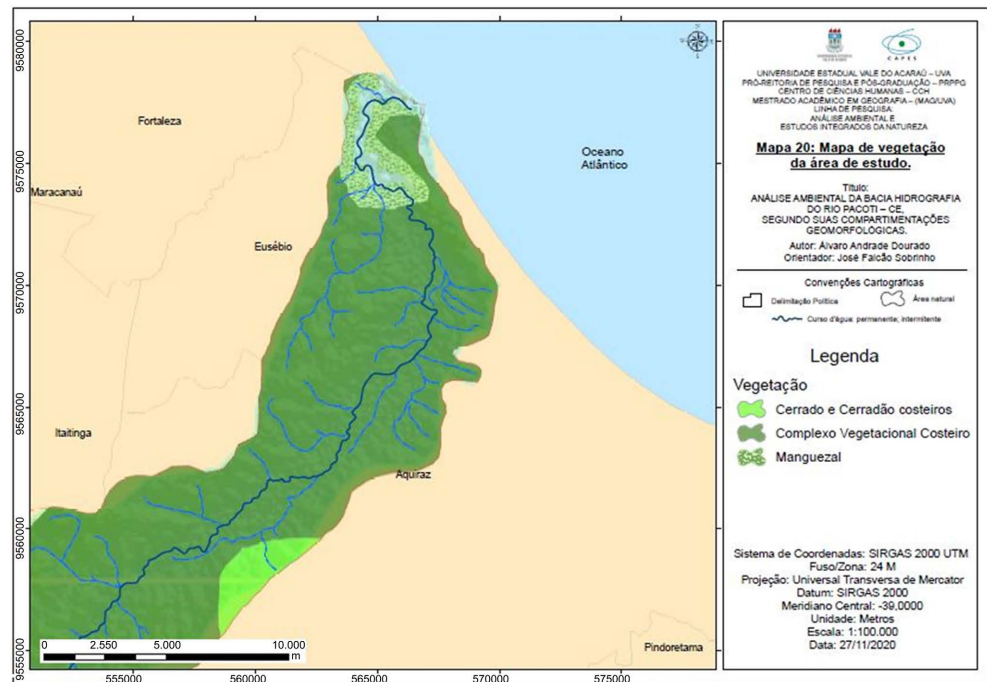 9580000
9575000
9570000
9565000
9560000
9555000
Fortaleza
Oceano
Atlântico
Maracanaú
Eusébio
Itaitinga
Aquiraz
Pindoretama
0 2.550 5.000 10.000
m
555000 560000 565000 570000 575000
CAPES
UNIVERSIDADE ESTADUAL VALE DO ACARAÚ – UVA
PRÓ-REITORIA DE PESQUISA E PÓS-GRADUAÇÃO – PRPPG
CENTRO DE CIÊNCIAS HUMANAS – CCH
MESTRADO ACADÊMICO EM GEOGRAFIA – (MAG/UVA)
LINHA DE PESQUISA:
ANÁLISE AMBIENTAL E
ESTUDOS INTEGRADOS DA NATUREZA
Mapa 20: Mapa de vegetação
da área de estudo.
Título:
ANÁLISE AMBIENTAL DA BACIA HIDROGRAFIA
DO RIO PACOTI – CE,
SEGUNDO SUAS COMPARTIMENTAÇÕES
GEOMORFOLÓGICAS.
Autor: Álvaro Andrade Dourado
Orientador: José Falcão Sobrinho
Convenções Cartográficas
Delimitação Política Área natural
Curso d'água: permanente; intermitente
Legenda
Vegetação
Cerrado e Cerradão costeiros
Complexo Vegetacional Costeiro
Manguezal
Sistema de Coordenadas: SIRGAS 2000 UTM
Fuso/Zona: 24 M
Projeção: Universal Transversa de Mercator
Datum: SIRGAS 2000
Meridiano Central: -39,0000
Unidade: Metros
Escala: 1:100.000
Data: 27/11/2020